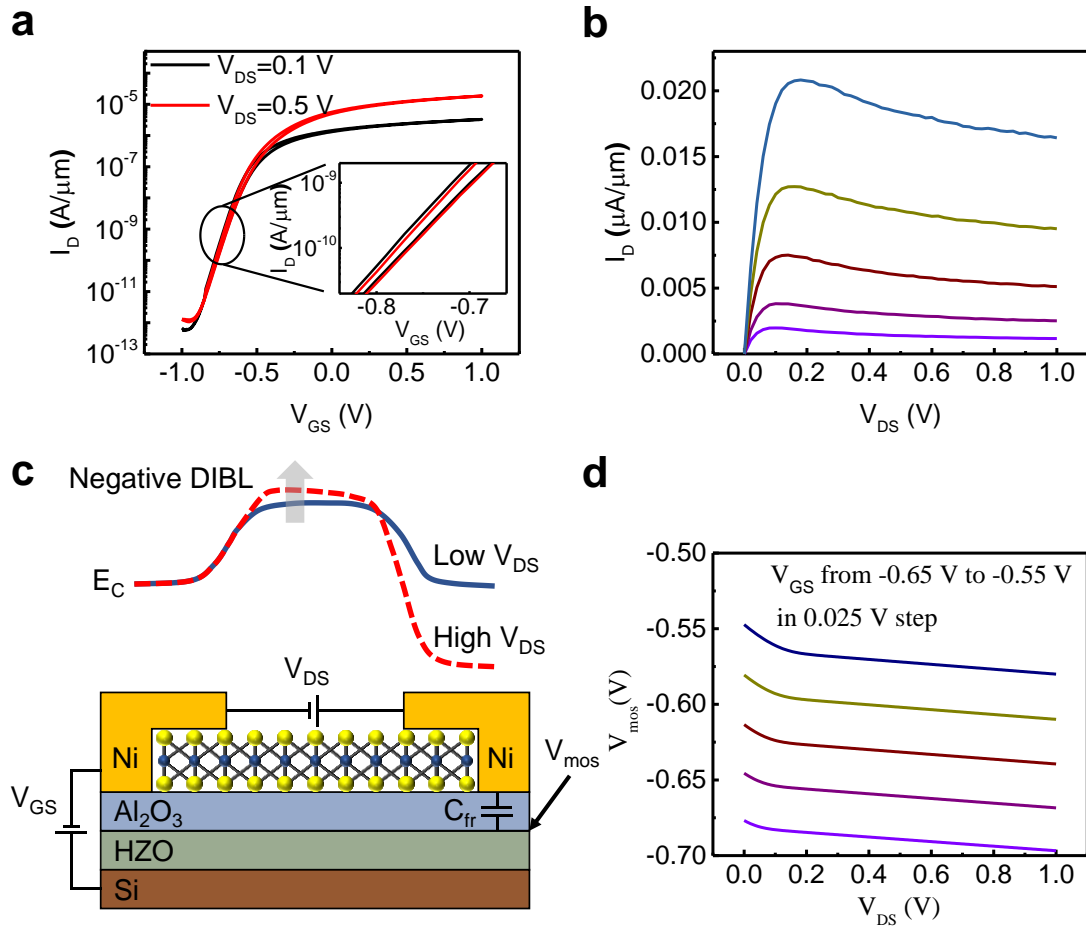 a
V_DS=0.1 V
V_DS=0.5 V
I_D (A/μm)
10^-5
10^-7
10^-9
10^-11
10^-13
-1.0 -0.5 0.0 0.5 1.0
V_GS (V)
I_D (A/μm)
10^-9
10^-10
-0.8 -0.7
V_GS (V)
b
I_D (μA/μm)
0.020
0.015
0.010
0.005
0.000
0.0 0.2 0.4 0.6 0.8 1.0
V_DS (V)
c
Negative DIBL
E_C
Low V_DS
High V_DS
V_DS
Ni
Ni
V_mos
V_GS
Al_2O_3
C_fr
HZO
Si
d
V_GS from -0.65 V to -0.55 V
in 0.025 V step
V_mos(V)
-0.50
-0.55
-0.60
-0.65
-0.70
0.0 0.2 0.4 0.6 0.8 1.0
V_DS (V)